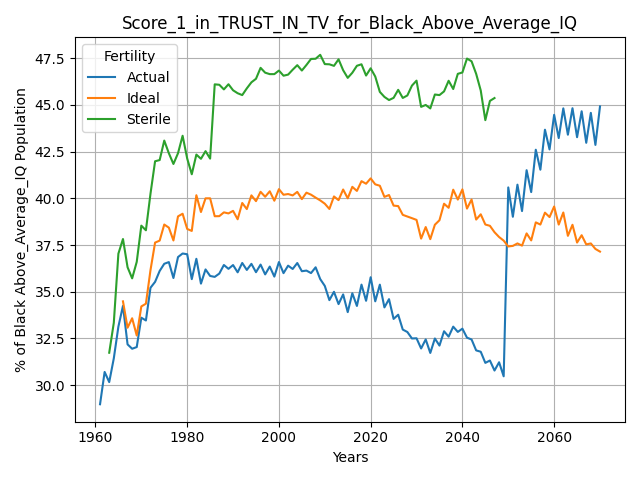 Score_1_in_TRUST_IN_TV_for_Black_Above_Average_IQ
% of Black Above_Average_IQ Population
47.5
45.0
42.5
40.0
37.5
35.0
32.5
30.0
Fertility
Actual
Ideal
Sterile
1960 1980 2000 2020 2040 2060
Years